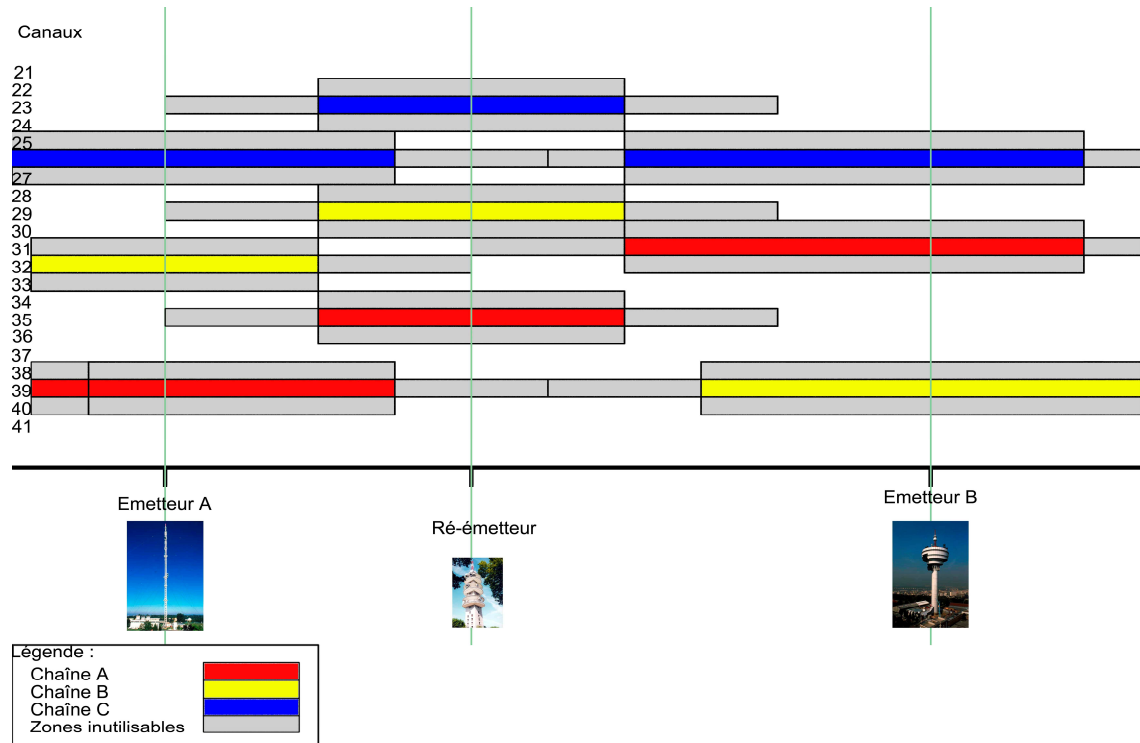 Canaux
21
22
23
24
25
27
28
29
30
31
32
33
34
35
36
37
38
39
40
41
Emetteur A
Ré-émetteur
Emetteur B
Légende :
Chaîne A
Chaîne B
Chaîne C
Zones inutilisables